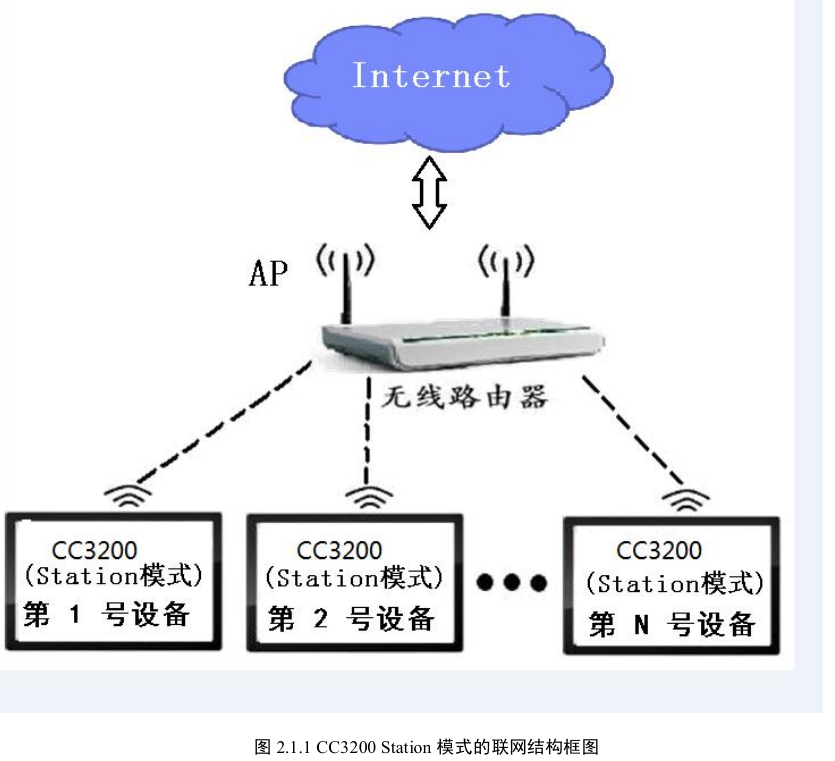 Internet
AP
无线路由器
CC3200
(Station模式)
第 1 号设备
CC3200
(Station模式)
第 2 号设备
CC3200
(Station模式)
第 N 号设备
图 2.1.1 CC3200 Station 模式的联网结构框图